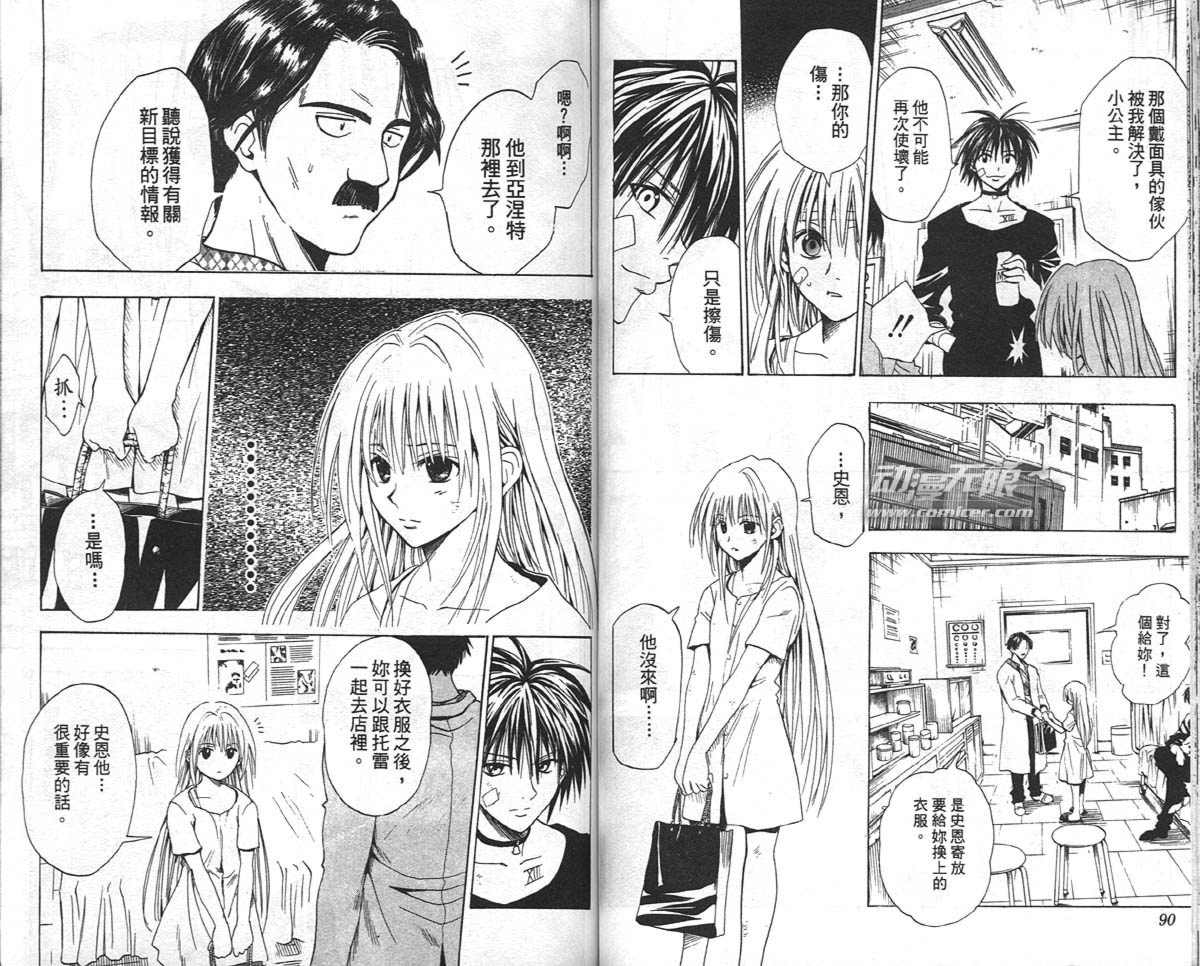 那個戴面具的傢伙
被我解決了，
小公主。
他不可能
再次使壞了。
XIII
!!
…那你的
傷…
只是擦傷。
动漫无限
www.comicer.com
對了，這
個給妳！
是史恩寄放
要給妳換上的
衣服。
…史恩，
他沒來啊……
90
嗯？啊啊…
他到亞涅特
那裡去了。
聽說獲得有關
新目標的情報。
…………
抓…
…是嗎…
XIII
換好衣服之後，
妳可以跟托雷
一起去店裡。
史恩他…
好像有
很重要的話。